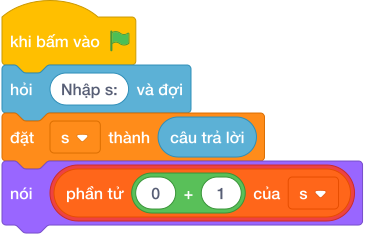 khi bấm vào
hỏi Nhập s: và đợi
đặt s thành câu trả lời
nói phần tử 0 + 1 của s